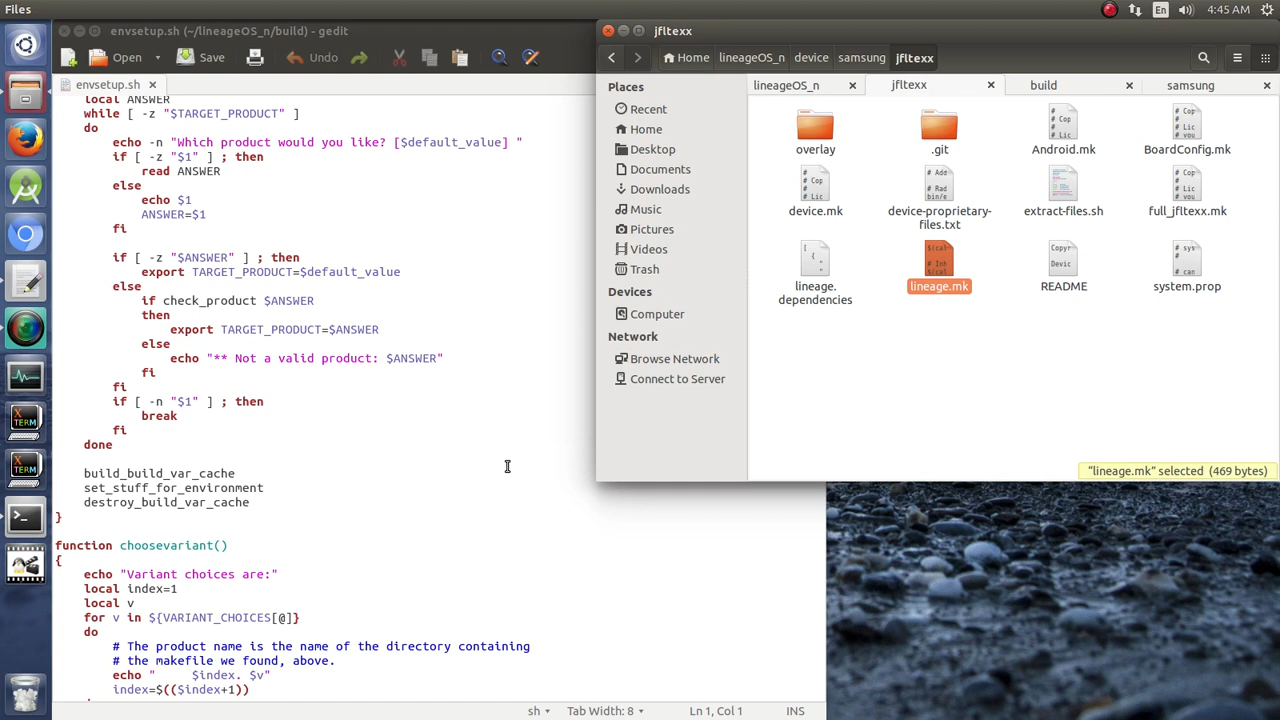 Files
En
4:45 AM
envsetup.sh (~/lineageOS_n/build) - gedit
Open
Save
Undo
envsetup.sh
local ANSWER
while [ -z "$TARGET_PRODUCT" ]
do
echo -n "Which product would you like? [$default_value] "
if [ -z "$1" ] ; then
read ANSWER
else
echo $1
ANSWER=$1
fi
if [ -z "$ANSWER" ] ; then
export TARGET_PRODUCT=$default_value
else
if check_product $ANSWER
then
export TARGET_PRODUCT=$ANSWER
else
echo "** Not a valid product: $ANSWER"
fi
fi
if [ -n "$1" ] ; then
break
fi
done
build_build_var_cache
set_stuff_for_environment
destroy_build_var_cache
}
function choosevariant()
{
echo "Variant choices are:"
local index=1
local v
for v in ${VARIANT_CHOICES[@]}
do
# The product name is the name of the directory containing
# the makefile we found, above.
echo "     $index. $v"
index=$(($index+1))
sh
Tab Width: 8
Ln 1, Col 1
INS
jfltexx
Home
lineageOS_n
device
samsung
jfltexx
Places
Recent
Home
Desktop
Documents
Downloads
Music
Pictures
Videos
Trash
Devices
Computer
Network
Browse Network
Connect to Server
lineageOS_n
jfltexx
build
samsung
overlay
.git
Android.mk
BoardConfig.mk
device.mk
device-proprietary-
files.txt
extract-files.sh
full_jfltexx.mk
lineage.
dependencies
lineage.mk
README
system.prop
"lineage.mk" selected (469 bytes)
X
TERM
X
TERM